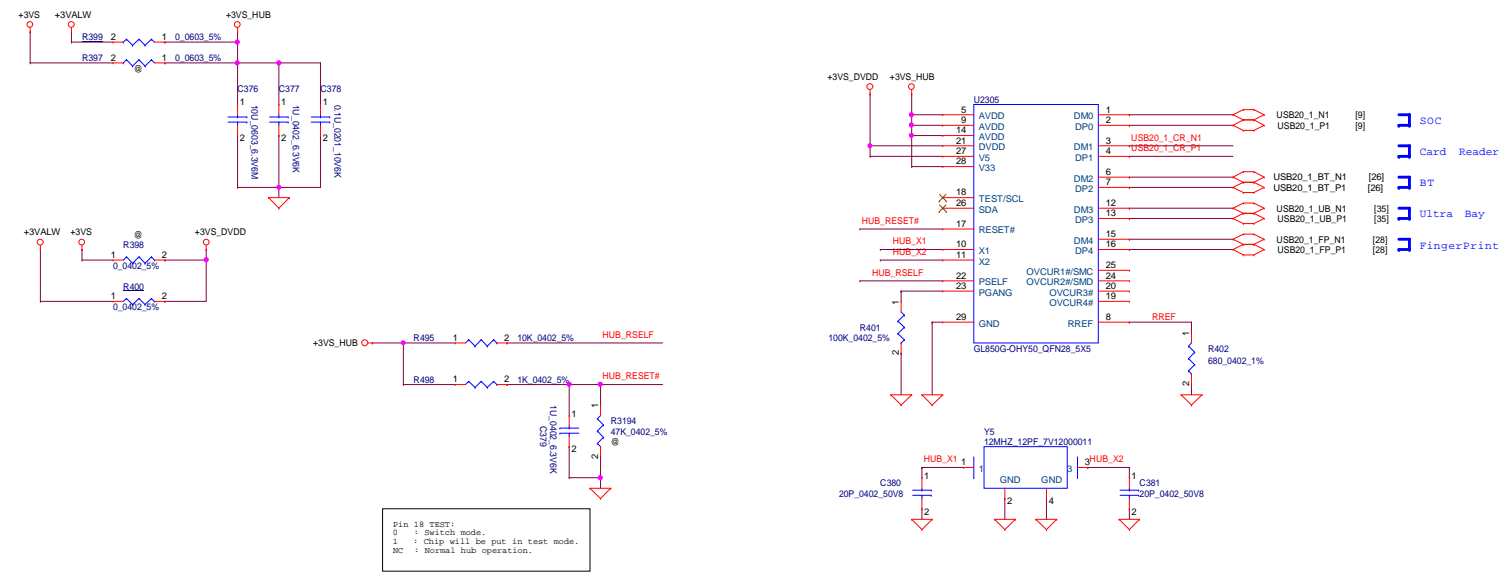 +3VS +3VALW +3VS_HUB
R399 2 1 0_0603_5%
R397 2 1 0_0603_5%
@
C376 C377 C378
1 1 1
2 2 2
10U_0603_6.3V6M
1U_0402_6.3V6K
0.1U_0201_10V6K
+3VALW +3VS +3VS_DVDD
@
R398
1 2
0_0402_5%
R400
1 2
0_0402_5%
+3VS_HUB
R495 1 2 10K_0402_5% HUB_RSELF
R498 1 2 1K_0402_5% HUB_RESET#
1U_0402_6.3V6K
C379
1
2
1
2
R3194
47K_0402_5%
@
Pin 18 TEST:
0 : Switch mode.
1 : Chip will be put in test mode.
NC : Normal hub operation.
+3VS_DVDD +3VS_HUB
U2305
5 AVDD
9 AVDD
14 AVDD
21 DVDD
27 V5
28 V33
18 TEST/SCL
26 SDA
HUB_RESET# 17 RESET#
HUB_X1 10 X1
HUB_X2 11 X2
HUB_RSELF 22 PSELF
23 PGANG
29 GND
DM0 1 USB20_1_N1 [9]
DP0 2 USB20_1_P1 [9]
SOC
DM1 3 USB20_1_CR_N1
DP1 4 USB20_1_CR_P1
Card Reader
DM2 6 USB20_1_BT_N1 [26]
DP2 7 USB20_1_BT_P1 [26]
BT
DM3 12 USB20_1_UB_N1 [35]
DP3 13 USB20_1_UB_P1 [35]
Ultra Bay
DM4 15 USB20_1_FP_N1 [28]
DP4 16 USB20_1_FP_P1 [28]
FingerPrint
OVCUR1#/SMC 25
OVCUR2#/SMD 24
OVCUR3# 20
OVCUR4# 19
RREF 8 RREF
GL850G-OHY50_QFN28_5X5
1
R401
100K_0402_5%
2
1
R402
680_0402_1%
2
Y5
12MHZ_12PF_7V12000011
HUB_X1 1 1 3 3 HUB_X2
GND GND
2 4
C380
20P_0402_50V8
1
2
C381
20P_0402_50V8
1
2